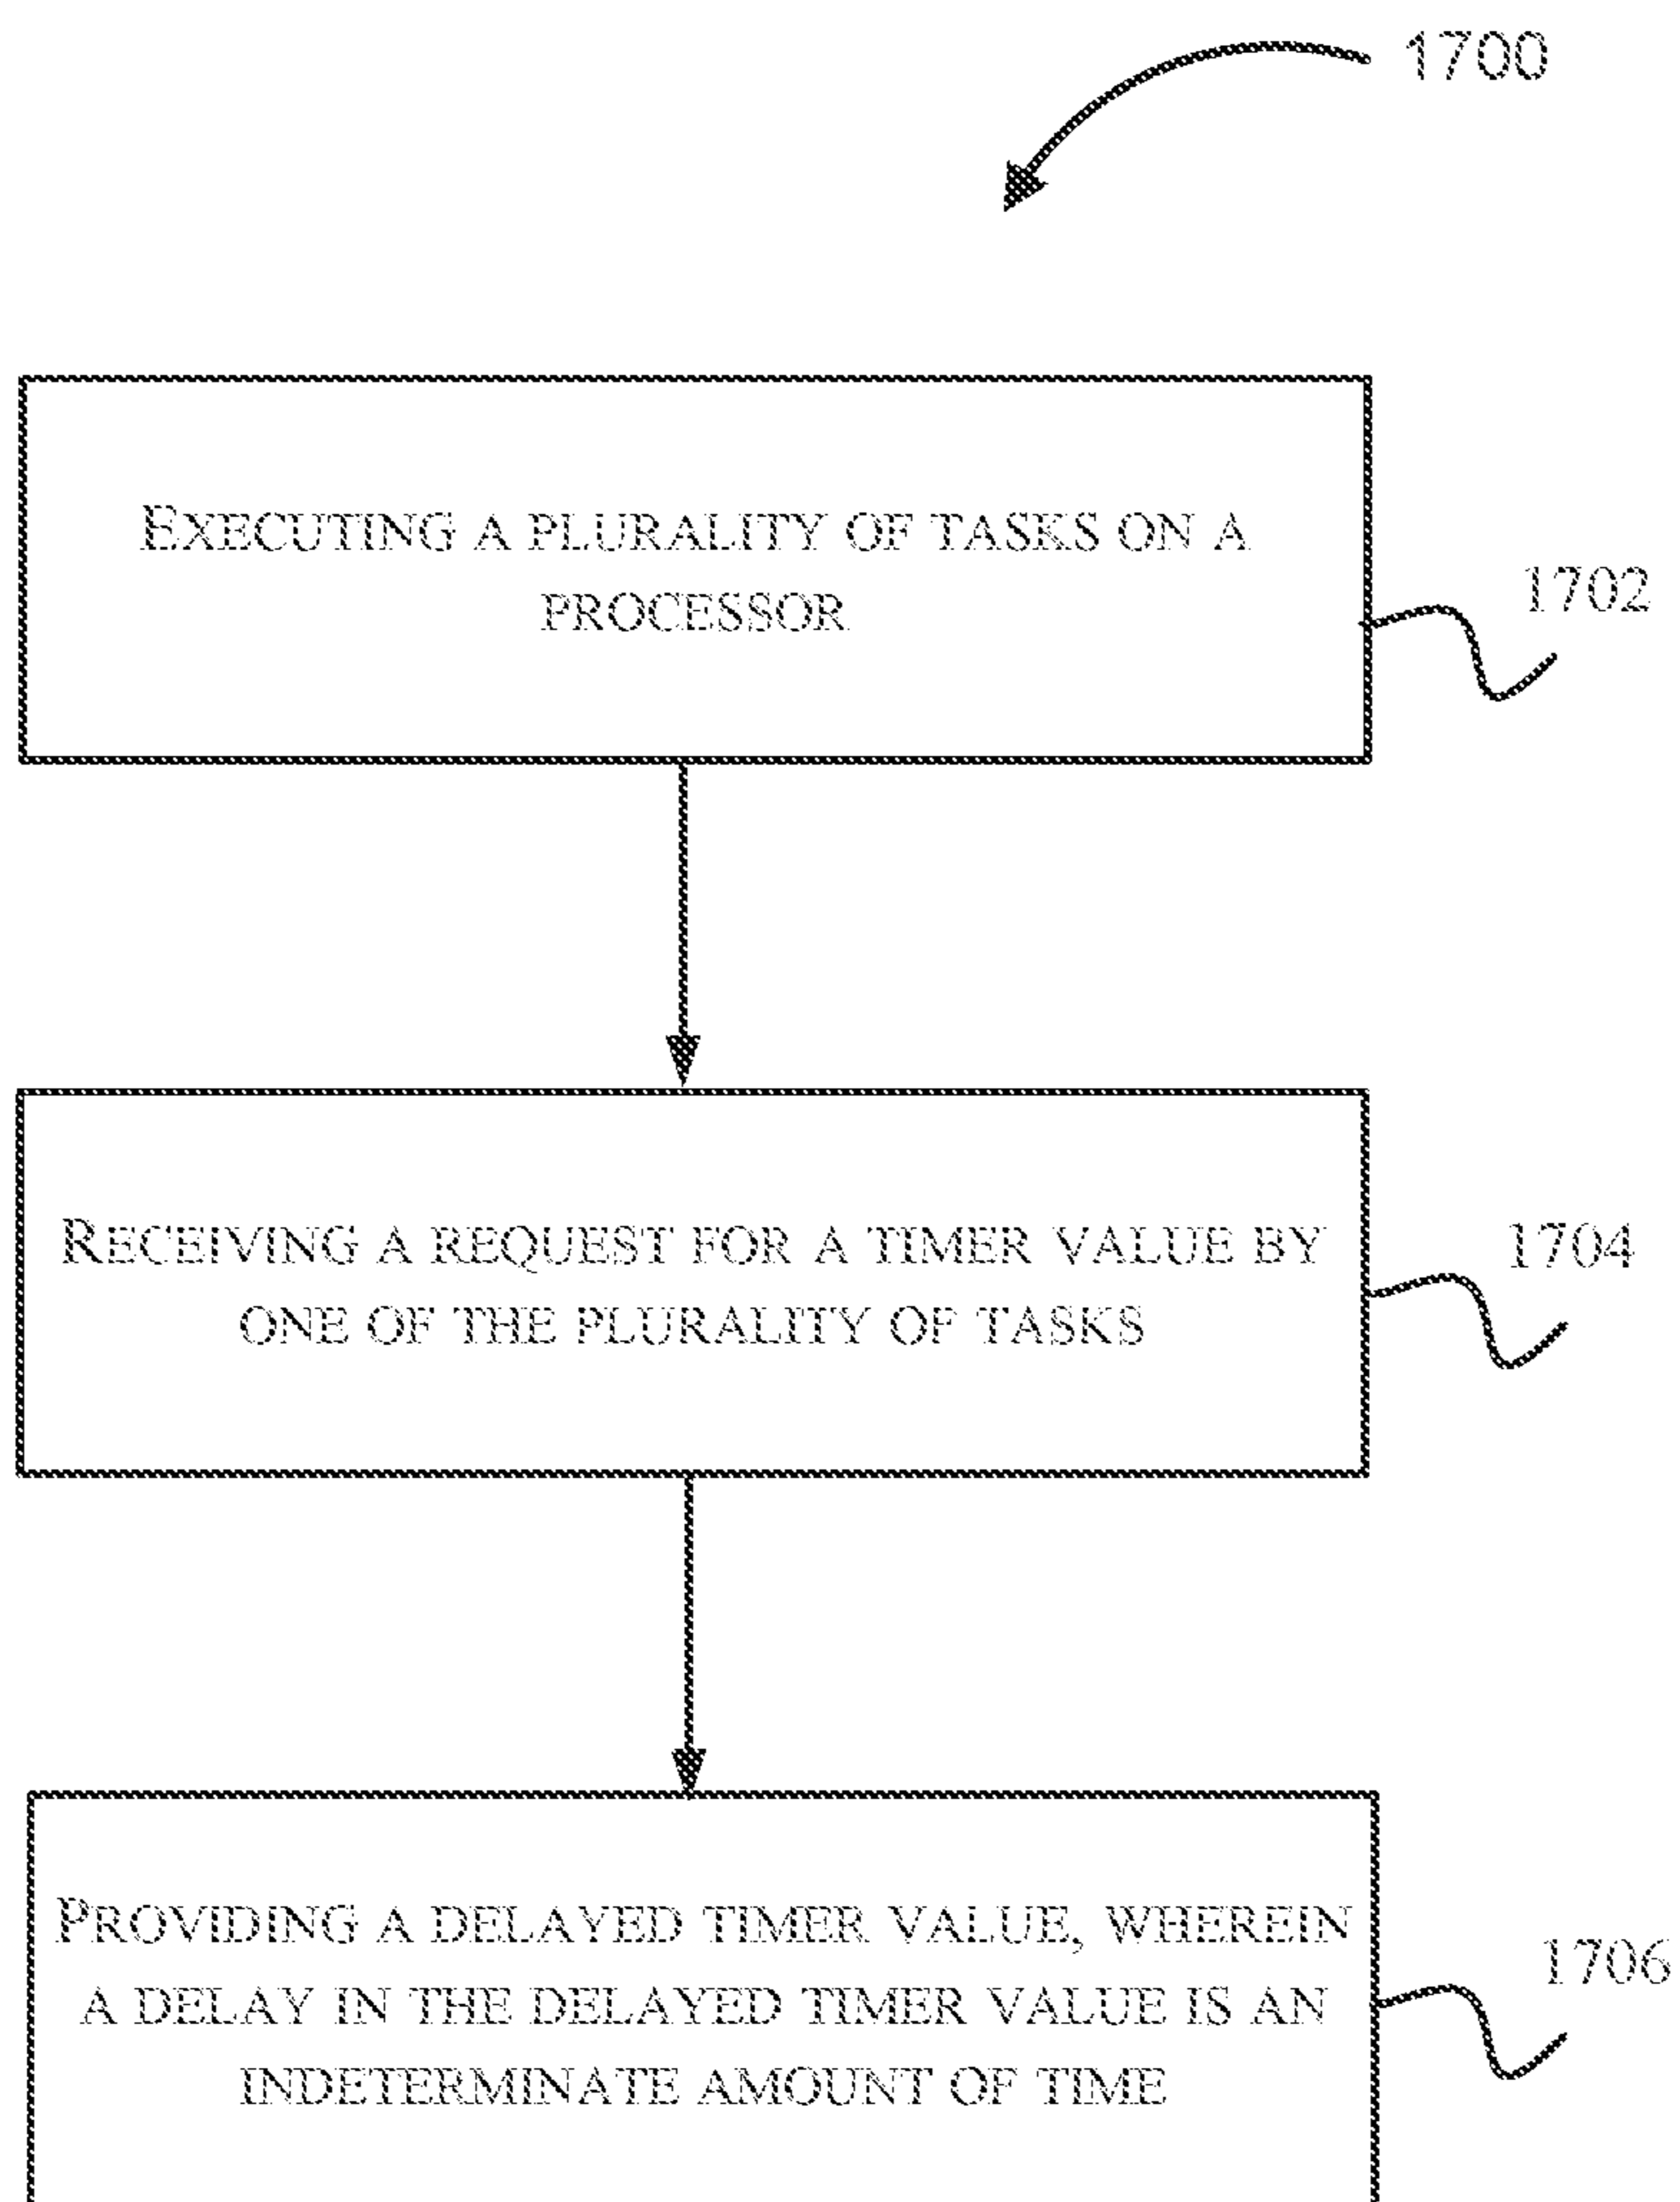 1700
EXECUTING A PLURALITY OF TASKS ON A
PROCESSOR
1702
RECEIVING A REQUEST FOR A TIMER VALUE BY
ONE OF THE PLURALITY OF TASKS
1704
PROVIDING A DELAYED TIMER VALUE, WHEREIN
A DELAY IN THE DELAYED TIMER VALUE IS AN
INDETERMINATE AMOUNT OF TIME
1706